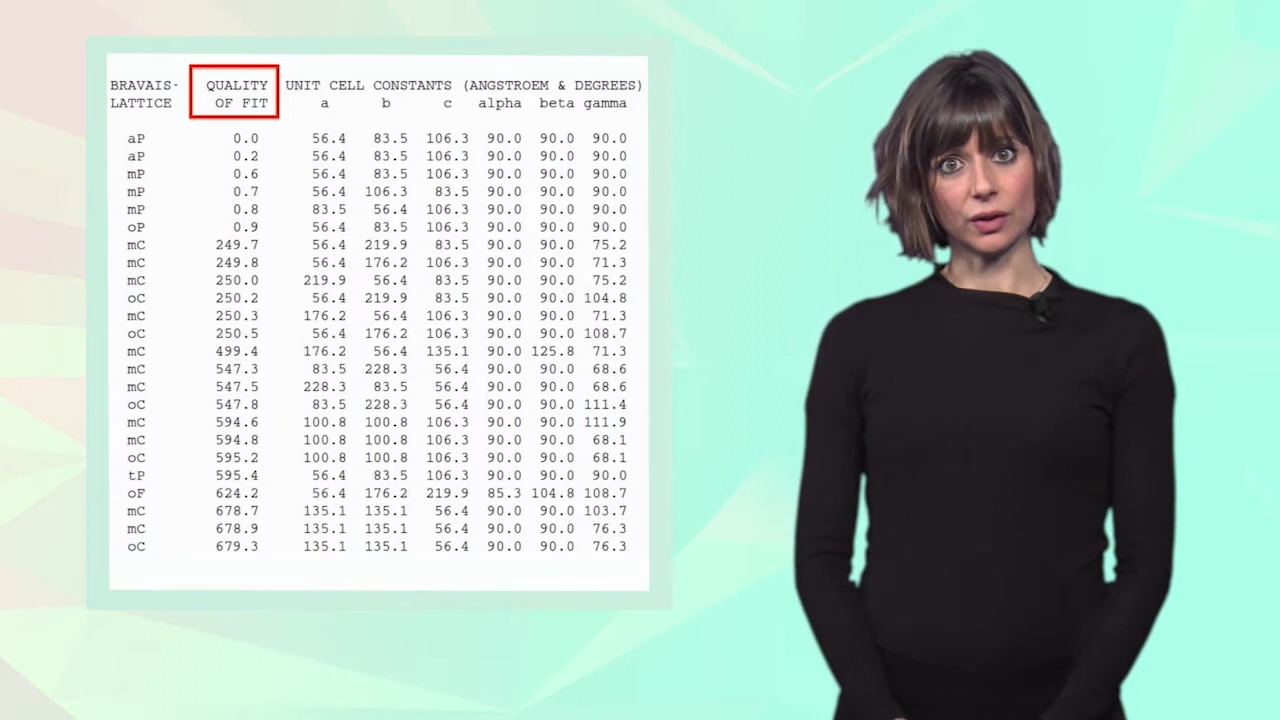 BRAVAIS- QUALITY UNIT CELL CONSTANTS (ANGSTROEM & DEGREES)
LATTICE OF FIT a b c alpha beta gamma
aP 0.0 56.4 83.5 106.3 90.0 90.0 90.0
aP 0.2 56.4 83.5 106.3 90.0 90.0 90.0
mP 0.6 56.4 83.5 106.3 90.0 90.0 90.0
mP 0.7 56.4 106.3 83.5 90.0 90.0 90.0
mP 0.8 83.5 56.4 106.3 90.0 90.0 90.0
oP 0.9 56.4 83.5 106.3 90.0 90.0 90.0
mC 249.7 56.4 219.9 83.5 90.0 90.0 75.2
mC 249.8 56.4 176.2 106.3 90.0 90.0 71.3
mC 250.0 219.9 56.4 83.5 90.0 90.0 75.2
oC 250.2 56.4 219.9 83.5 90.0 90.0 104.8
mC 250.3 176.2 56.4 106.3 90.0 90.0 71.3
oC 250.5 56.4 176.2 106.3 90.0 90.0 108.7
mC 499.4 176.2 56.4 135.1 90.0 125.8 71.3
mC 547.3 83.5 228.3 56.4 90.0 90.0 68.6
mC 547.5 228.3 83.5 56.4 90.0 90.0 68.6
oC 547.8 83.5 228.3 56.4 90.0 90.0 111.4
mC 594.6 100.8 100.8 106.3 90.0 90.0 111.9
mC 594.8 100.8 100.8 106.3 90.0 90.0 68.1
oC 595.2 100.8 100.8 106.3 90.0 90.0 68.1
tP 595.4 56.4 83.5 106.3 90.0 90.0 90.0
oF 624.2 56.4 176.2 219.9 85.3 104.8 108.7
mC 678.7 135.1 135.1 56.4 90.0 90.0 103.7
mC 678.9 135.1 135.1 56.4 90.0 90.0 76.3
oC 679.3 135.1 135.1 56.4 90.0 90.0 76.3